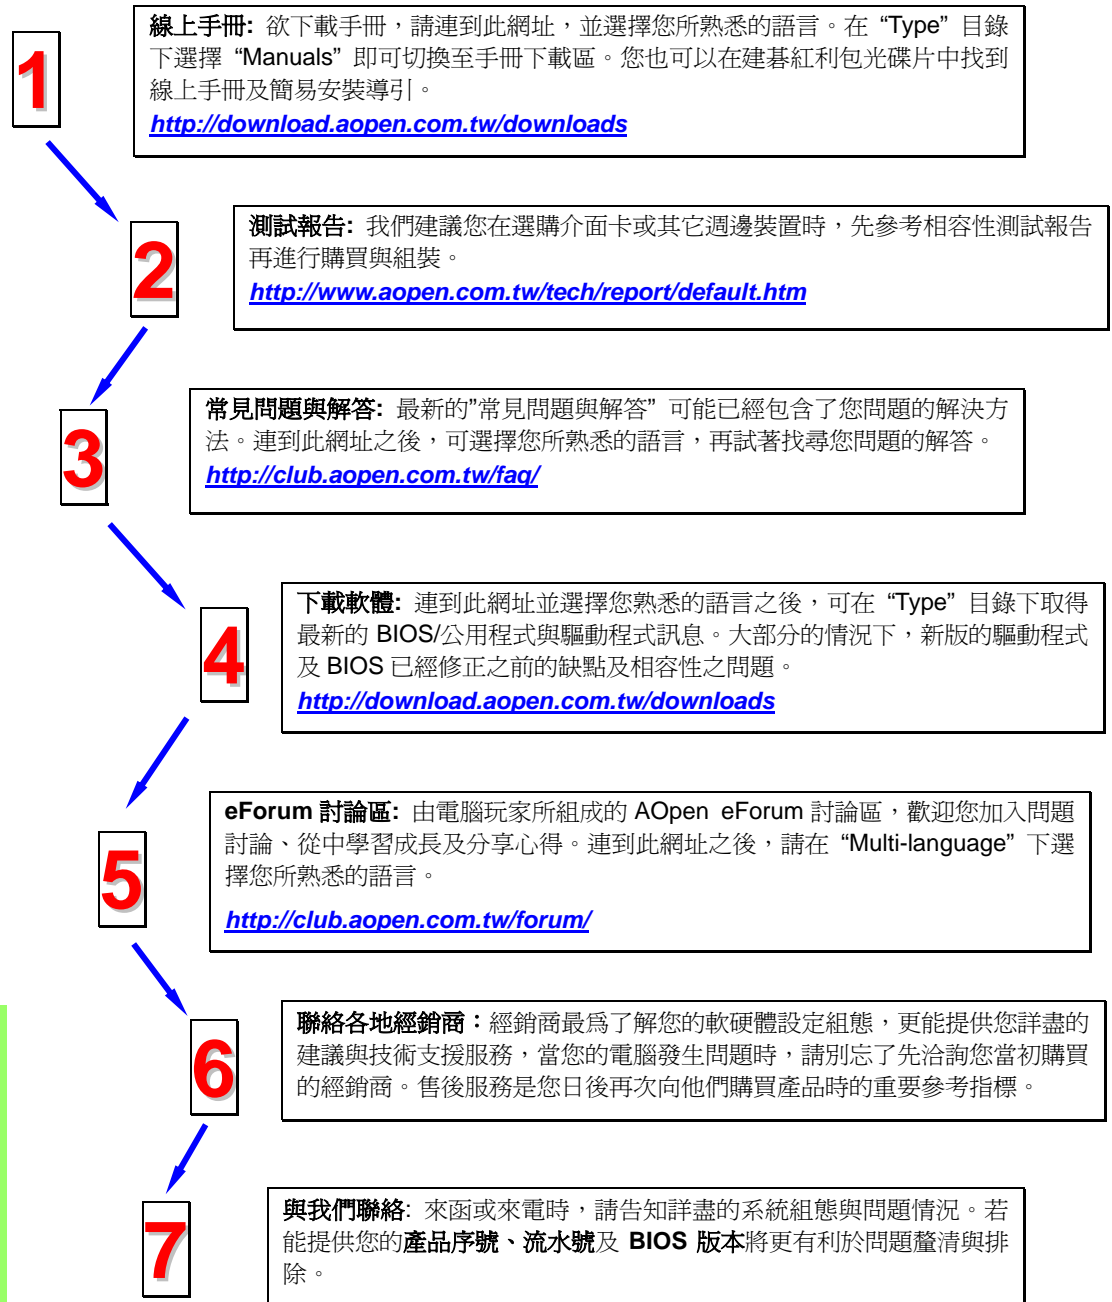 1
線上手冊: 欲下載手冊，請連到此網址，並選擇您所熟悉的語言。在 “Type” 目錄
下選擇 “Manuals” 即可切換至手冊下載區。您也可以在建碁紅利包光碟片中找到
線上手冊及簡易安裝導引。
http://download.aopen.com.tw/downloads
2
測試報告: 我們建議您在選購介面卡或其它週邊裝置時，先參考相容性測試報告
再進行購買與組裝。
http://www.aopen.com.tw/tech/report/default.htm
3
常見問題與解答: 最新的”常見問題與解答” 可能已經包含了您問題的解決方
法。連到此網址之後，可選擇您所熟悉的語言，再試著找尋您問題的解答。
http://club.aopen.com.tw/faq/
4
下載軟體: 連到此網址並選擇您熟悉的語言之後，可在 “Type” 目錄下取得
最新的 BIOS/公用程式與驅動程式訊息。大部分的情況下，新版的驅動程式
及 BIOS 已經修正之前的缺點及相容性之問題。
http://download.aopen.com.tw/downloads
5
eForum 討論區: 由電腦玩家所組成的 AOpen eForum 討論區，歡迎您加入問題
討論、從中學習成長及分享心得。連到此網址之後，請在 “Multi-language” 下選
擇您所熟悉的語言。
http://club.aopen.com.tw/forum/
6
聯絡各地經銷商：經銷商最爲了解您的軟硬體設定組態，更能提供您詳盡的
建議與技術支援服務，當您的電腦發生問題時，請別忘了先洽詢您當初購買
的經銷商。售後服務是您日後再次向他們購買產品時的重要參考指標。
7
與我們聯絡: 來函或來電時，請告知詳盡的系統組態與問題情況。若
能提供您的產品序號、流水號及 BIOS 版本將更有利於問題釐清與排
除。